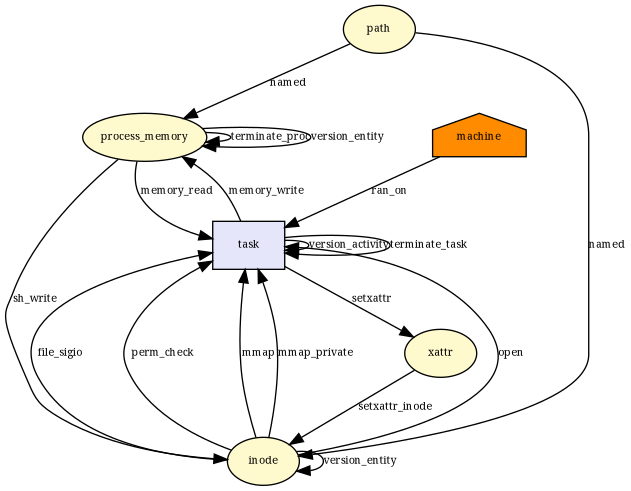 path
named
process_memory
terminate_proc
version_entity
machine
memory_read
memory_write
ran_on
task
version_activity
terminate_task
named
sh_write
setxattr
file_sigio
perm_check
mmap
mmap_private
xattr
open
setxattr_inode
inode
version_entity